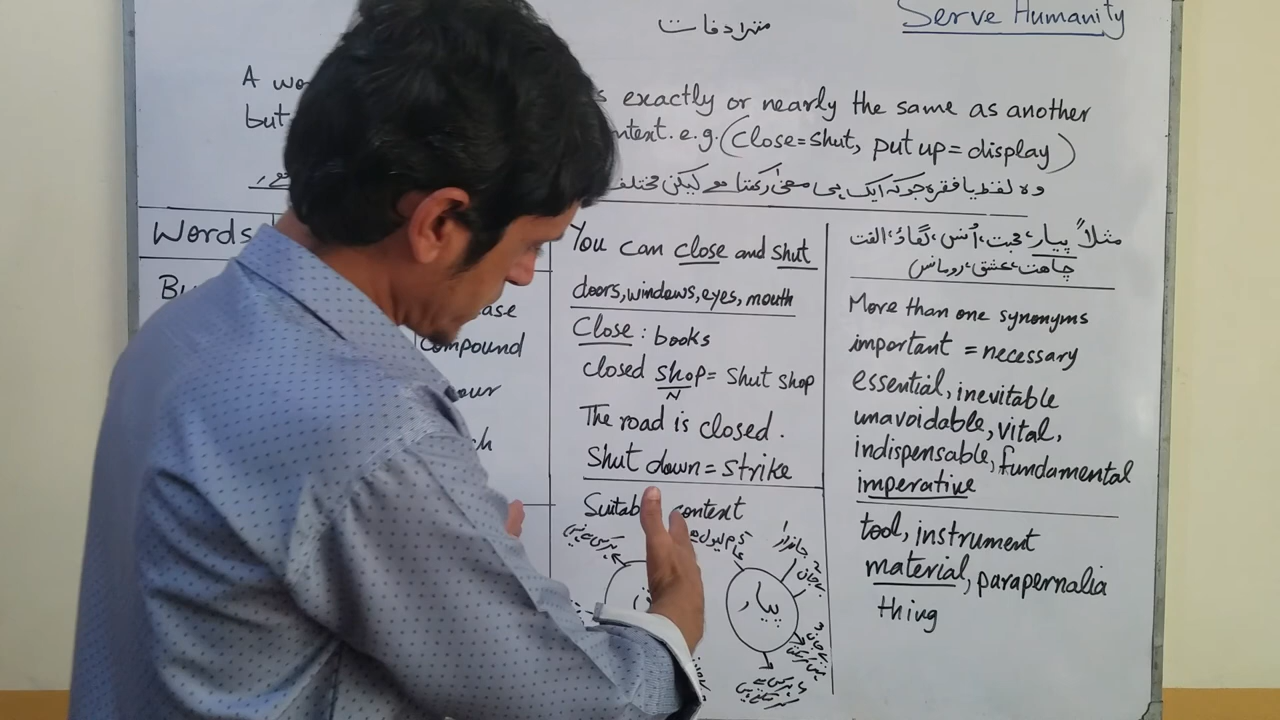 مترادفات
Serve Humanity
A wo
s exactly or nearly the same as another
but
ntext. e.g. (Close=Shut, put up = display)
وہ لفظ یا فقرہ جو کہ ایک ہی معنیٰ رکھتا ہے لیکن مختلف
Words
Bu
ase
Compound
our
ch
You can close and shut
doors, windows, eyes, mouth
Close : books
closed shop = Shut shop
N
The road is closed.
Shut down = Strike
Suitab context
پیار
مثلاً پیار، محبت، اُنس، لگاؤ، الفت
چاہت، عشق، رومانس
More than one synonyms
important = necessary
essential, inevitable
unavoidable, vital,
indispensable, fundamental
imperative
tool, instrument
material, parapernalia
thing